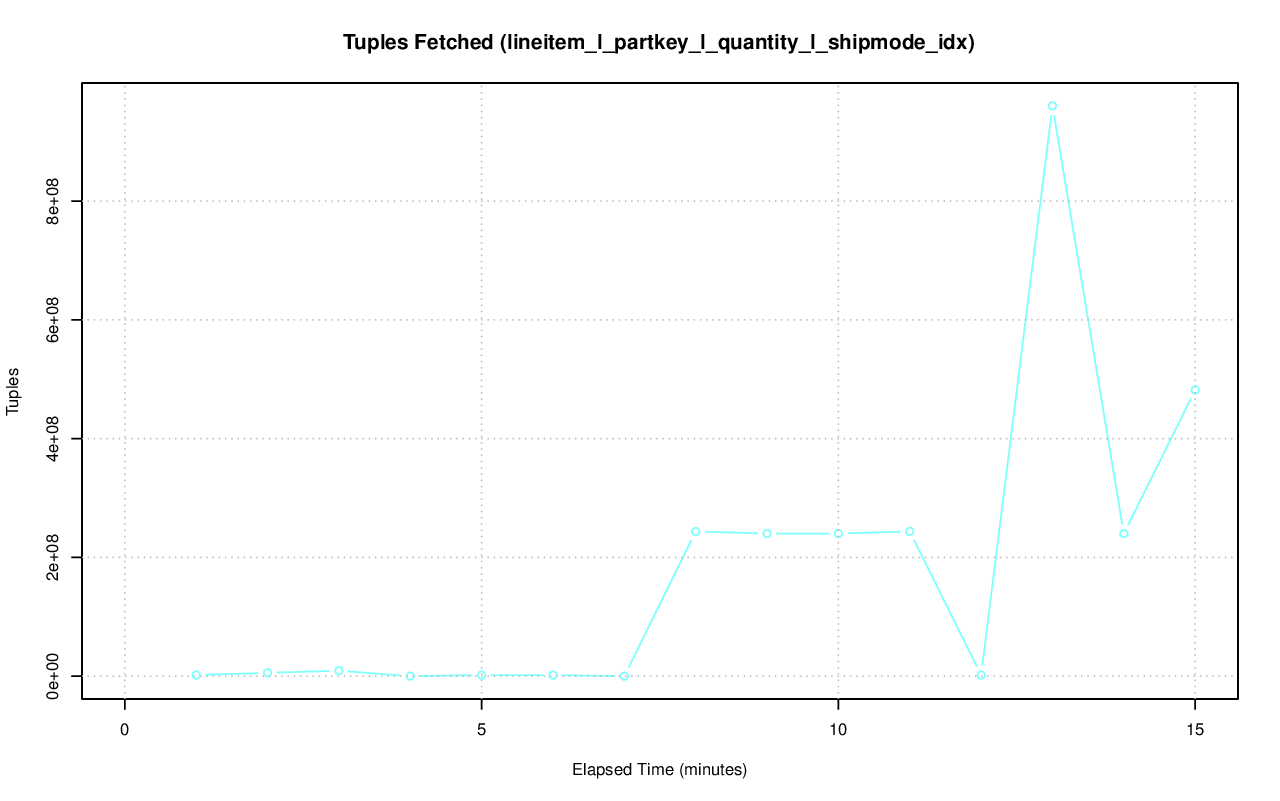 Tuples Fetched (lineitem_l_partkey_l_quantity_l_shipmode_idx)
8e+08
6e+08
4e+08
2e+08
0e+00
Tuples
0 5 10 15
Elapsed Time (minutes)